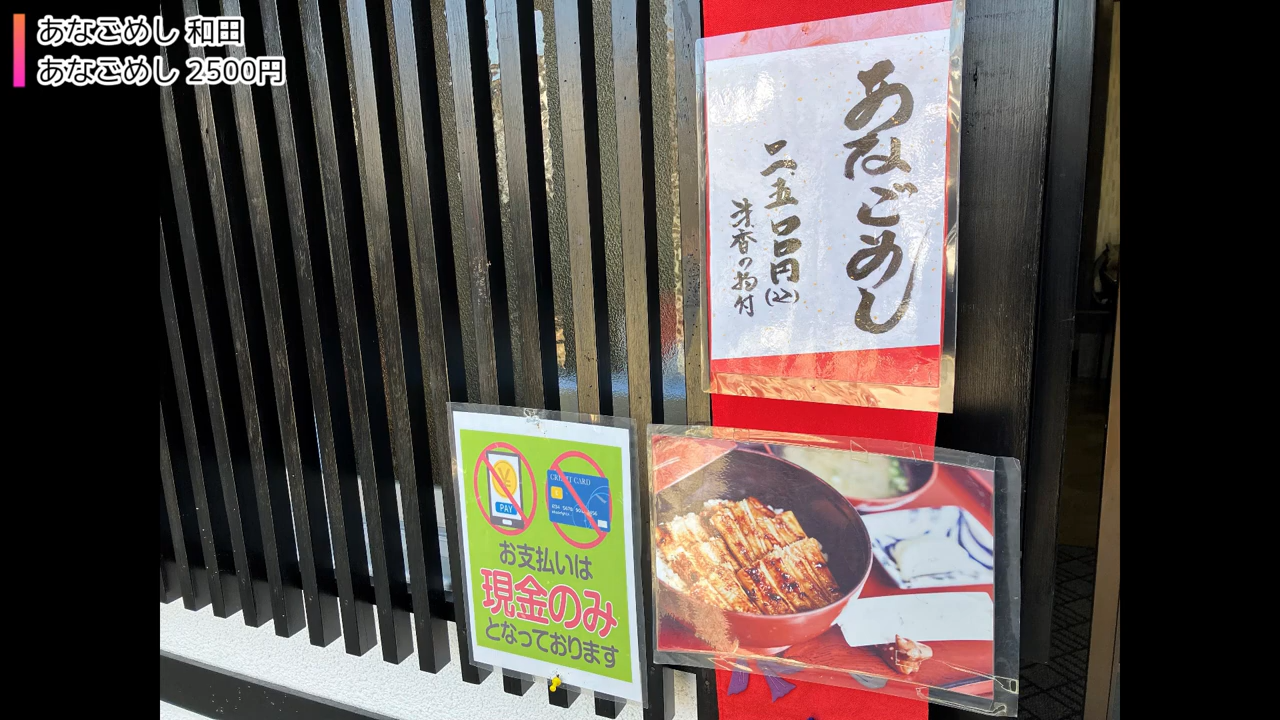 あなごめし 和田
あなごめし 2500円
あなごめし
二、五〇〇円(込)
香の物付
PAY
CREDIT CARD
お支払いは
現金のみ
となっております